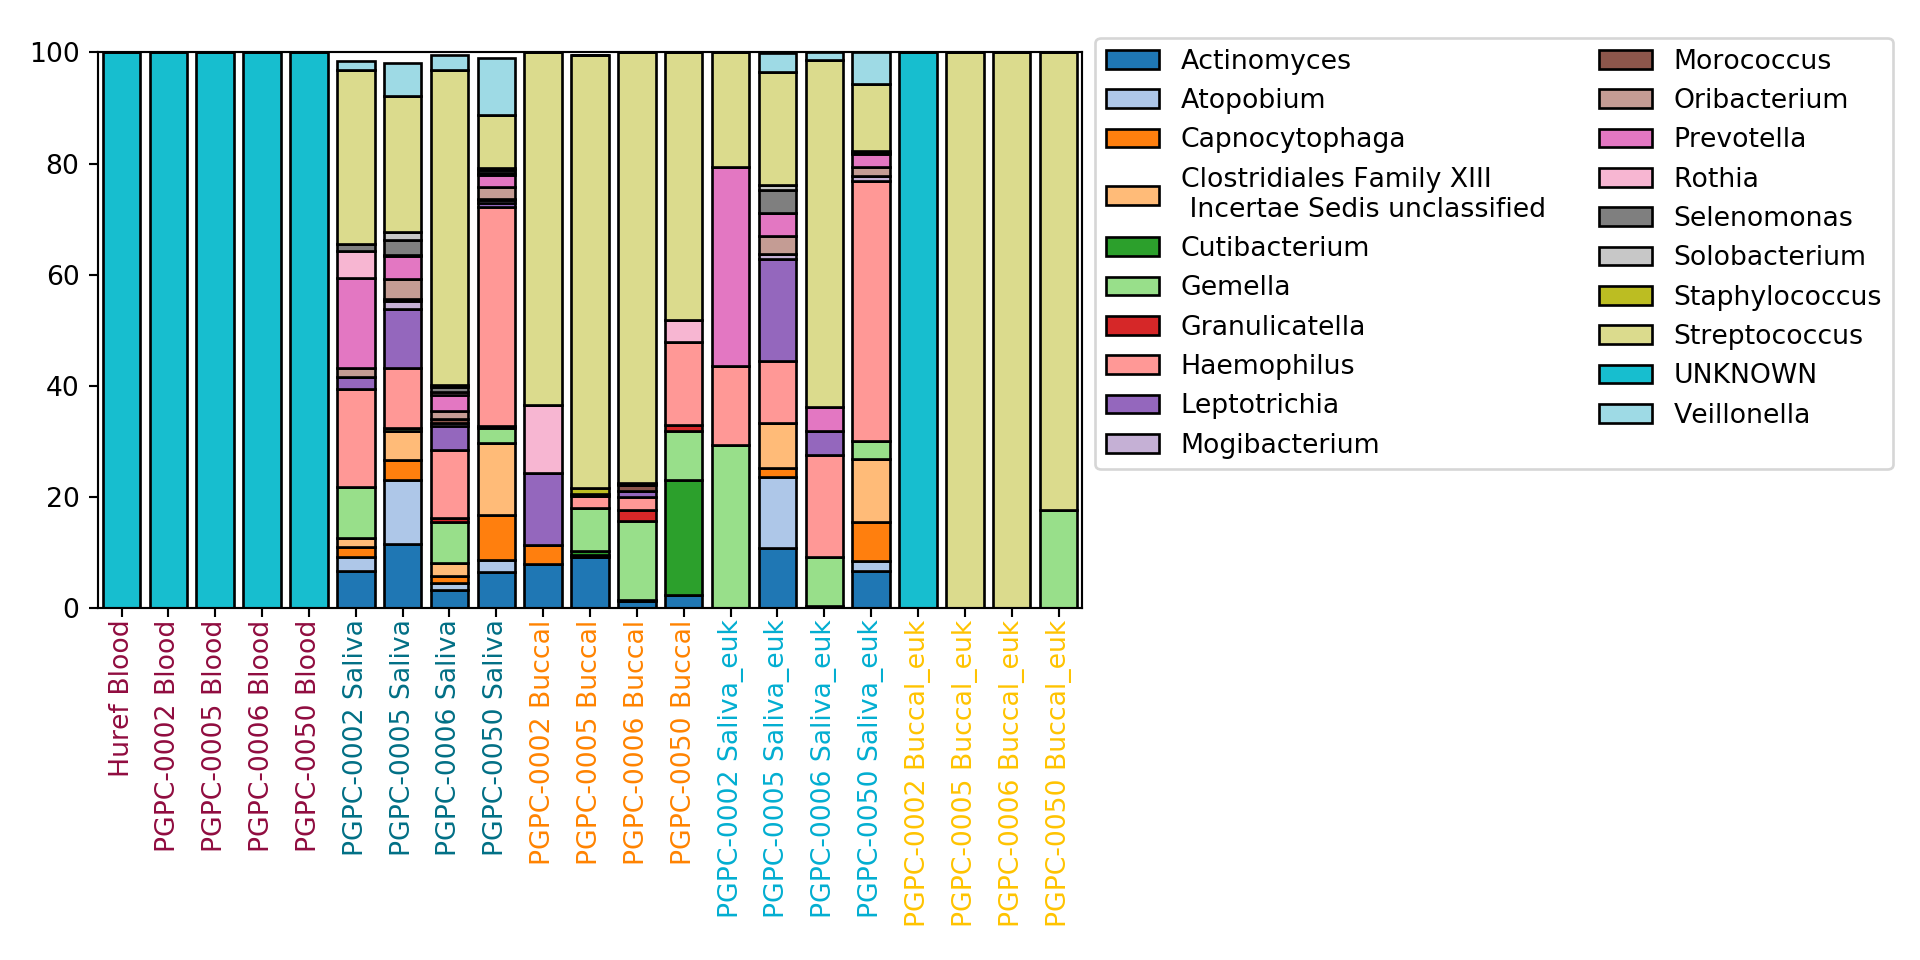 100
80
60
40
20
0
Huref Blood
PGPC-0002 Blood
PGPC-0005 Blood
PGPC-0006 Blood
PGPC-0050 Blood
PGPC-0002 Saliva
PGPC-0005 Saliva
PGPC-0006 Saliva
PGPC-0050 Saliva
PGPC-0002 Buccal
PGPC-0005 Buccal
PGPC-0006 Buccal
PGPC-0050 Buccal
PGPC-0002 Saliva_euk
PGPC-0005 Saliva_euk
PGPC-0006 Saliva_euk
PGPC-0050 Saliva_euk
PGPC-0002 Buccal_euk
PGPC-0005 Buccal_euk
PGPC-0006 Buccal_euk
PGPC-0050 Buccal_euk
Actinomyces
Atopobium
Capnocytophaga
Clostridiales Family XIII
Incertae Sedis unclassified
Cutibacterium
Gemella
Granulicatella
Haemophilus
Leptotrichia
Mogibacterium
Morococcus
Oribacterium
Prevotella
Rothia
Selenomonas
Solobacterium
Staphylococcus
Streptococcus
UNKNOWN
Veillonella